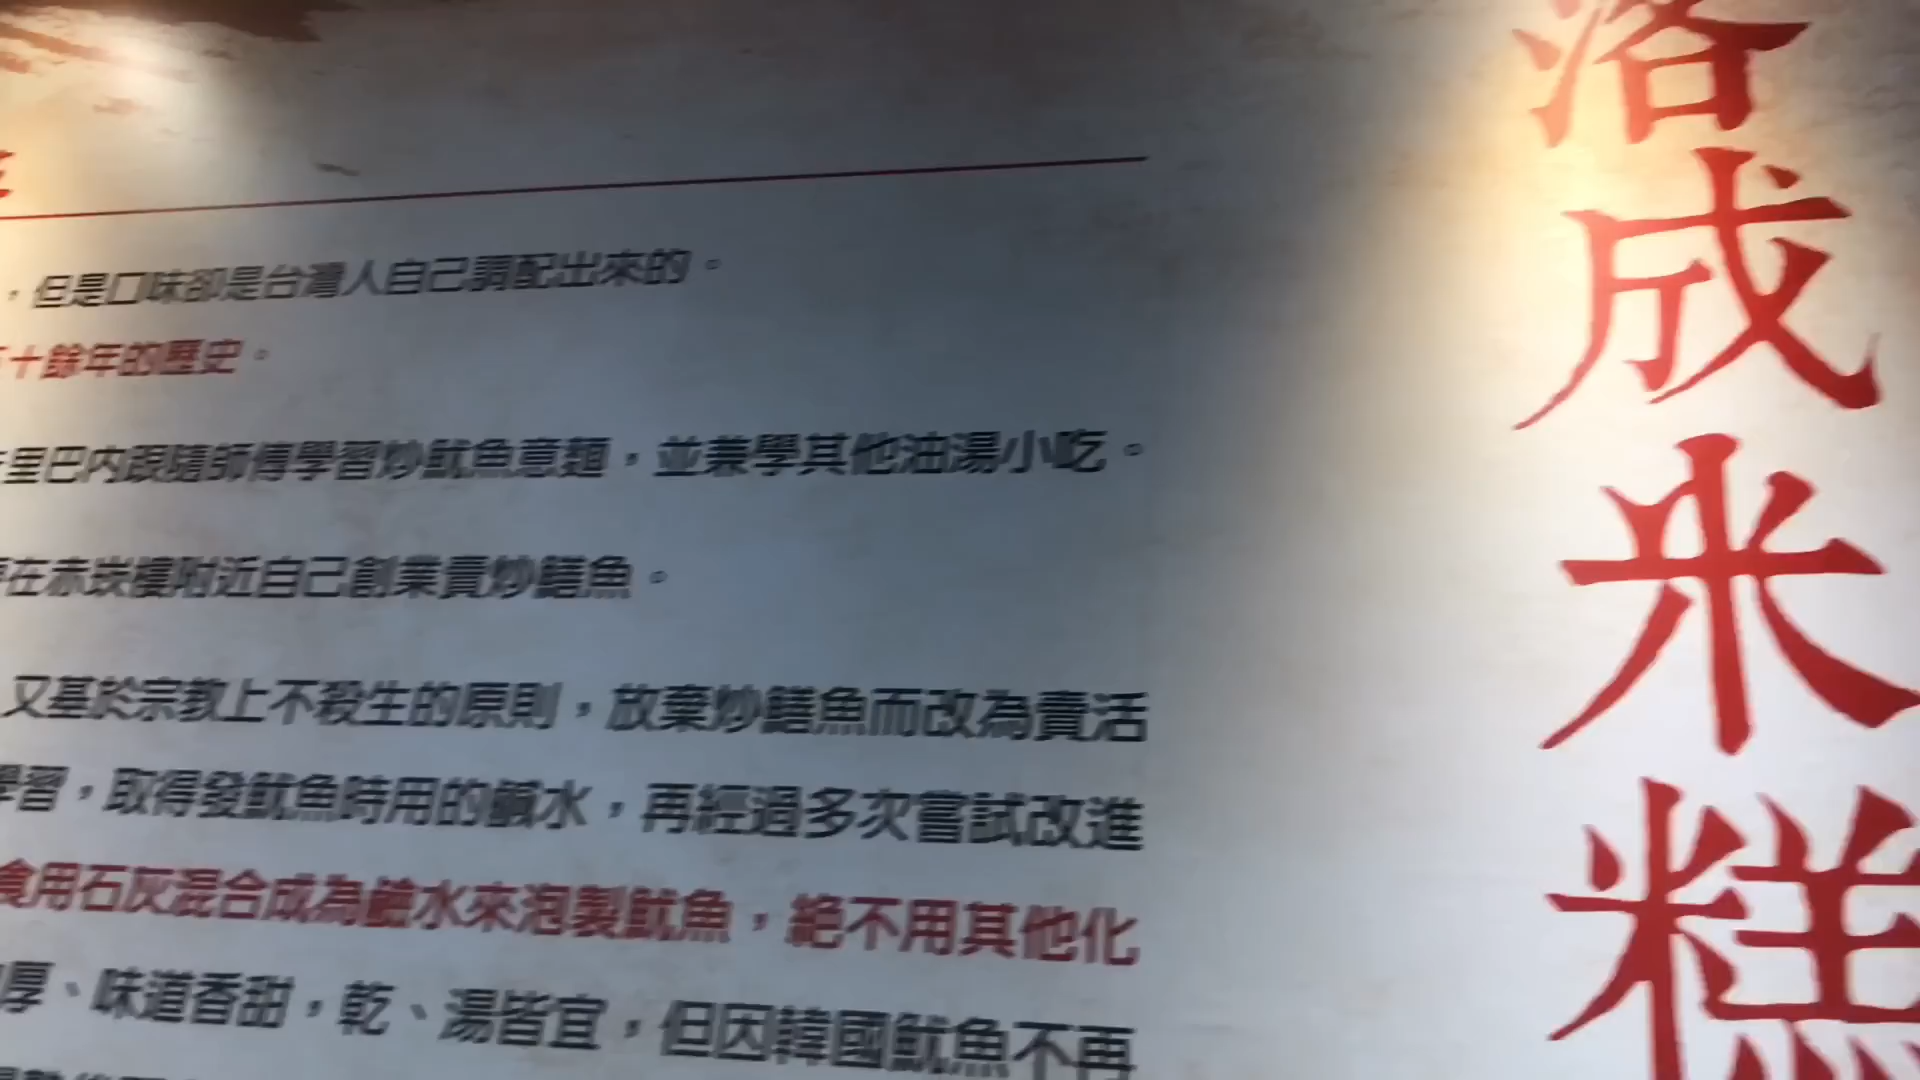 落成米糕
，但是口味卻是台灣人自己調配出來的。
十餘年的歷史。
里巴內跟隨師傅學習炒魷魚意麵，並兼學其他油湯小吃。
在赤崁樓附近自己創業賣炒鱔魚。
又基於宗教上不殺生的原則，放棄炒鱔魚而改為賣活
學習，取得發魷魚時用的鹼水，再經過多次嘗試改進
食用石灰混合成為鹼水來泡製魷魚，絕不用其他化
厚、味道香甜，乾、湯皆宜，但因韓國魷魚不再